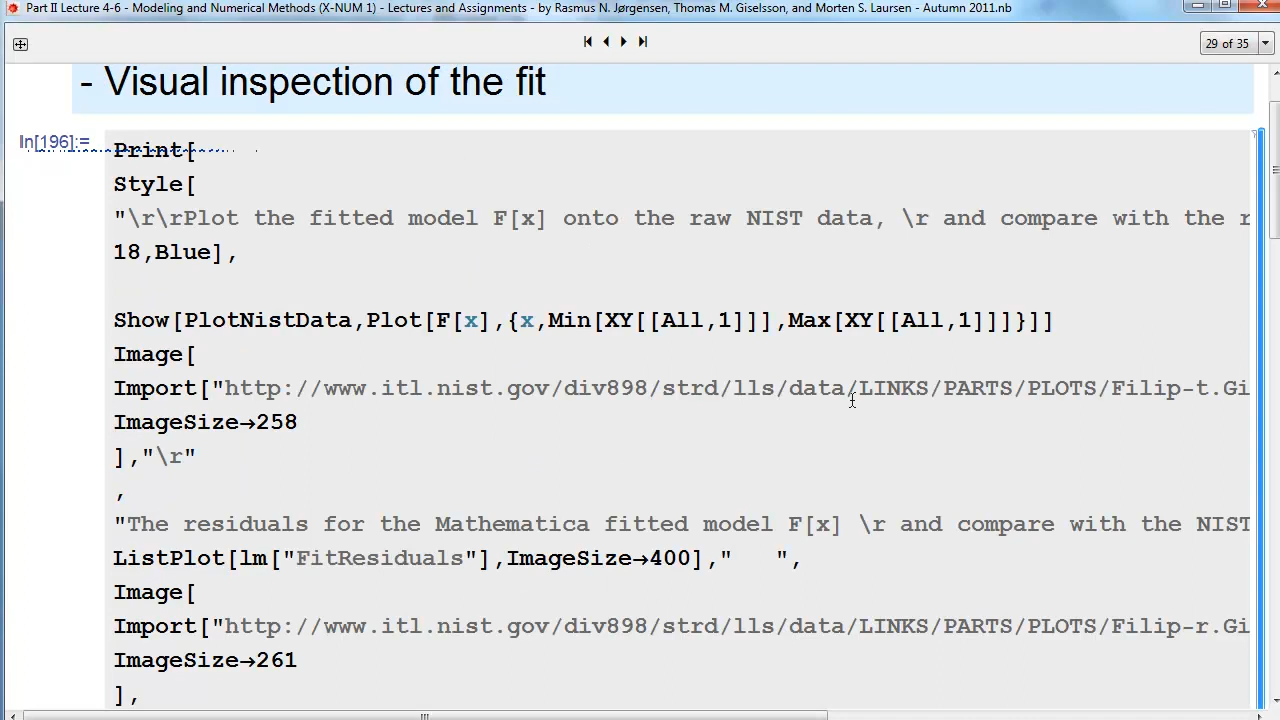 Part II Lecture 4-6 - Modeling and Numerical Methods (X-NUM 1) - Lectures and Assignments - by Rasmus N. Jørgensen, Thomas M. Giselsson, and Morten S. Laursen - Autumn 2011.nb
29 of 35
- Visual inspection of the fit
In[196]:=
Print[
Style[
"\r\rPlot the fitted model F[x] onto the raw NIST data, \r and compare with the r
18,Blue],
Show[PlotNistData,Plot[F[x],{x,Min[XY[[All,1]]],Max[XY[[All,1]]]}]]
Image[
Import["http://www.itl.nist.gov/div898/strd/lls/data/LINKS/PARTS/PLOTS/Filip-t.Gi
ImageSize→258
],"\r"
,
"The residuals for the Mathematica fitted model F[x] \r and compare with the NIST
ListPlot[lm["FitResiduals"],ImageSize→400],"   ",
Image[
Import["http://www.itl.nist.gov/div898/strd/lls/data/LINKS/PARTS/PLOTS/Filip-r.Gi
ImageSize→261
],